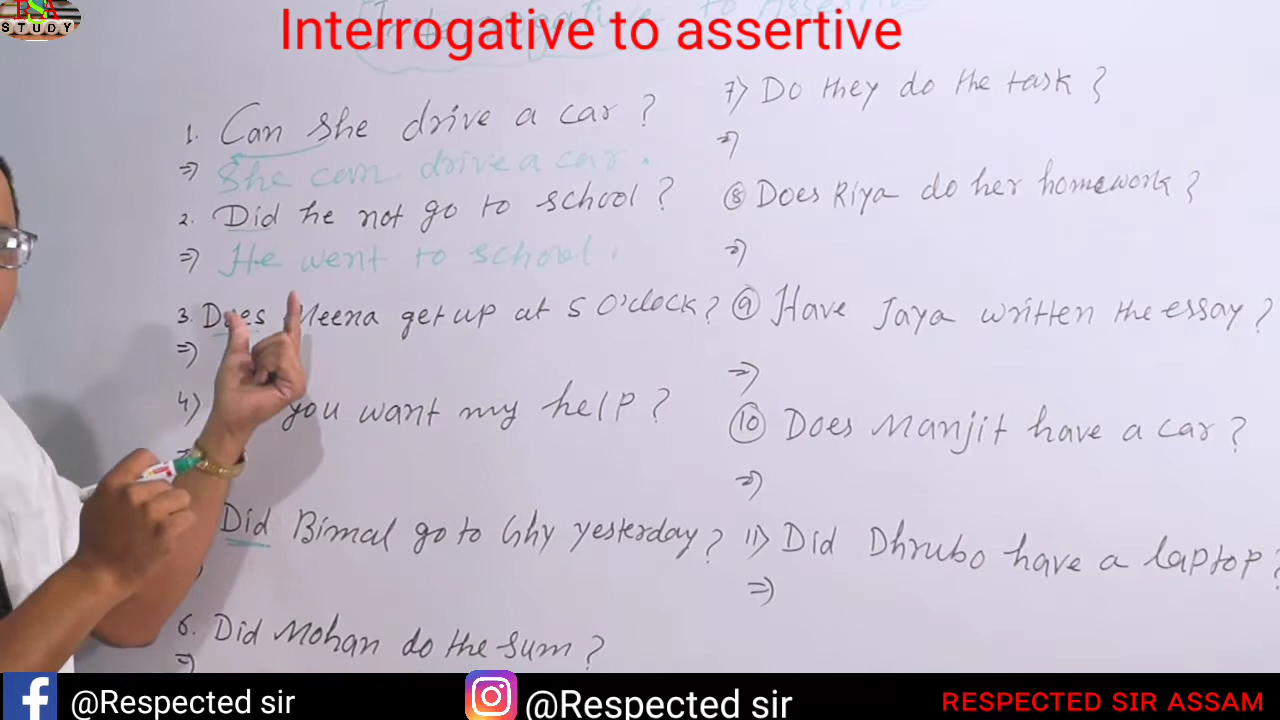 STUDY
Interrogative to assertive
1. Can she drive a car ?
⇒ She can drive a car.
2. Did he not go to school ?
⇒ He went to school.
3. Does Meena get up at 5 O'clock ?
⇒
4) you want my help ?
Did Bimal go to Ghy yesterday ?
6. Did Mohan do the sum ?
⇒
7) Do they do the task ?
⇒
⑧ Does Riya do her homework ?
⇒
⑨ Have Jaya written the essay ?
⇒
⑩ Does Manjit have a car ?
⇒
11) Did Dhrubo have a laptop ?
⇒
@Respected sir
@Respected sir
RESPECTED SIR ASSAM